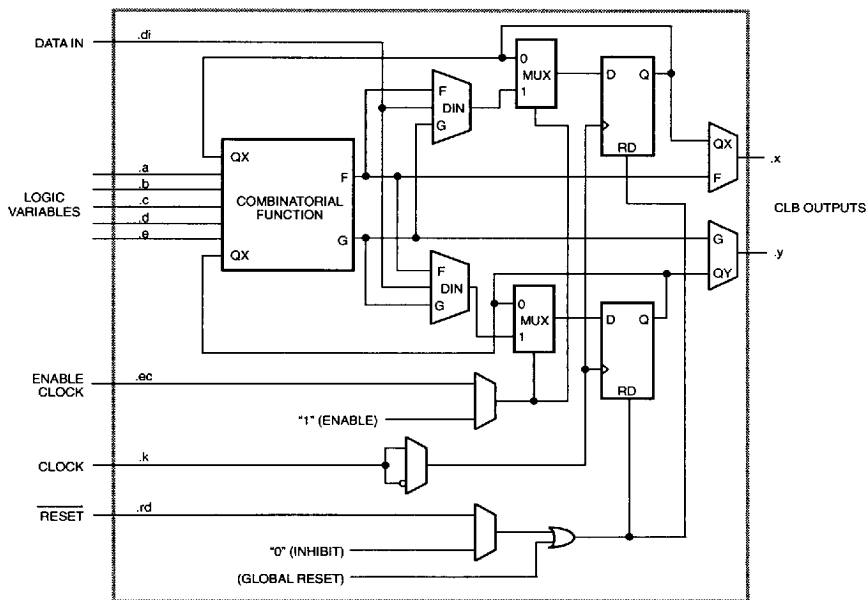 DATA IN
.di
0
MUX
1
D
Q
RD
F
DIN
G
QX
.a
.b
.c
.d
.e
LOGIC
VARIABLES
COMBINATORIAL
FUNCTION
F
G
QX
QX
F
.x
CLB OUTPUTS
G
QY
.y
F
DIN
G
0
MUX
1
D
Q
RD
ENABLE
CLOCK
.ec
"1" (ENABLE)
CLOCK
.k
RESET
.rd
"0" (INHIBIT)
(GLOBAL RESET)